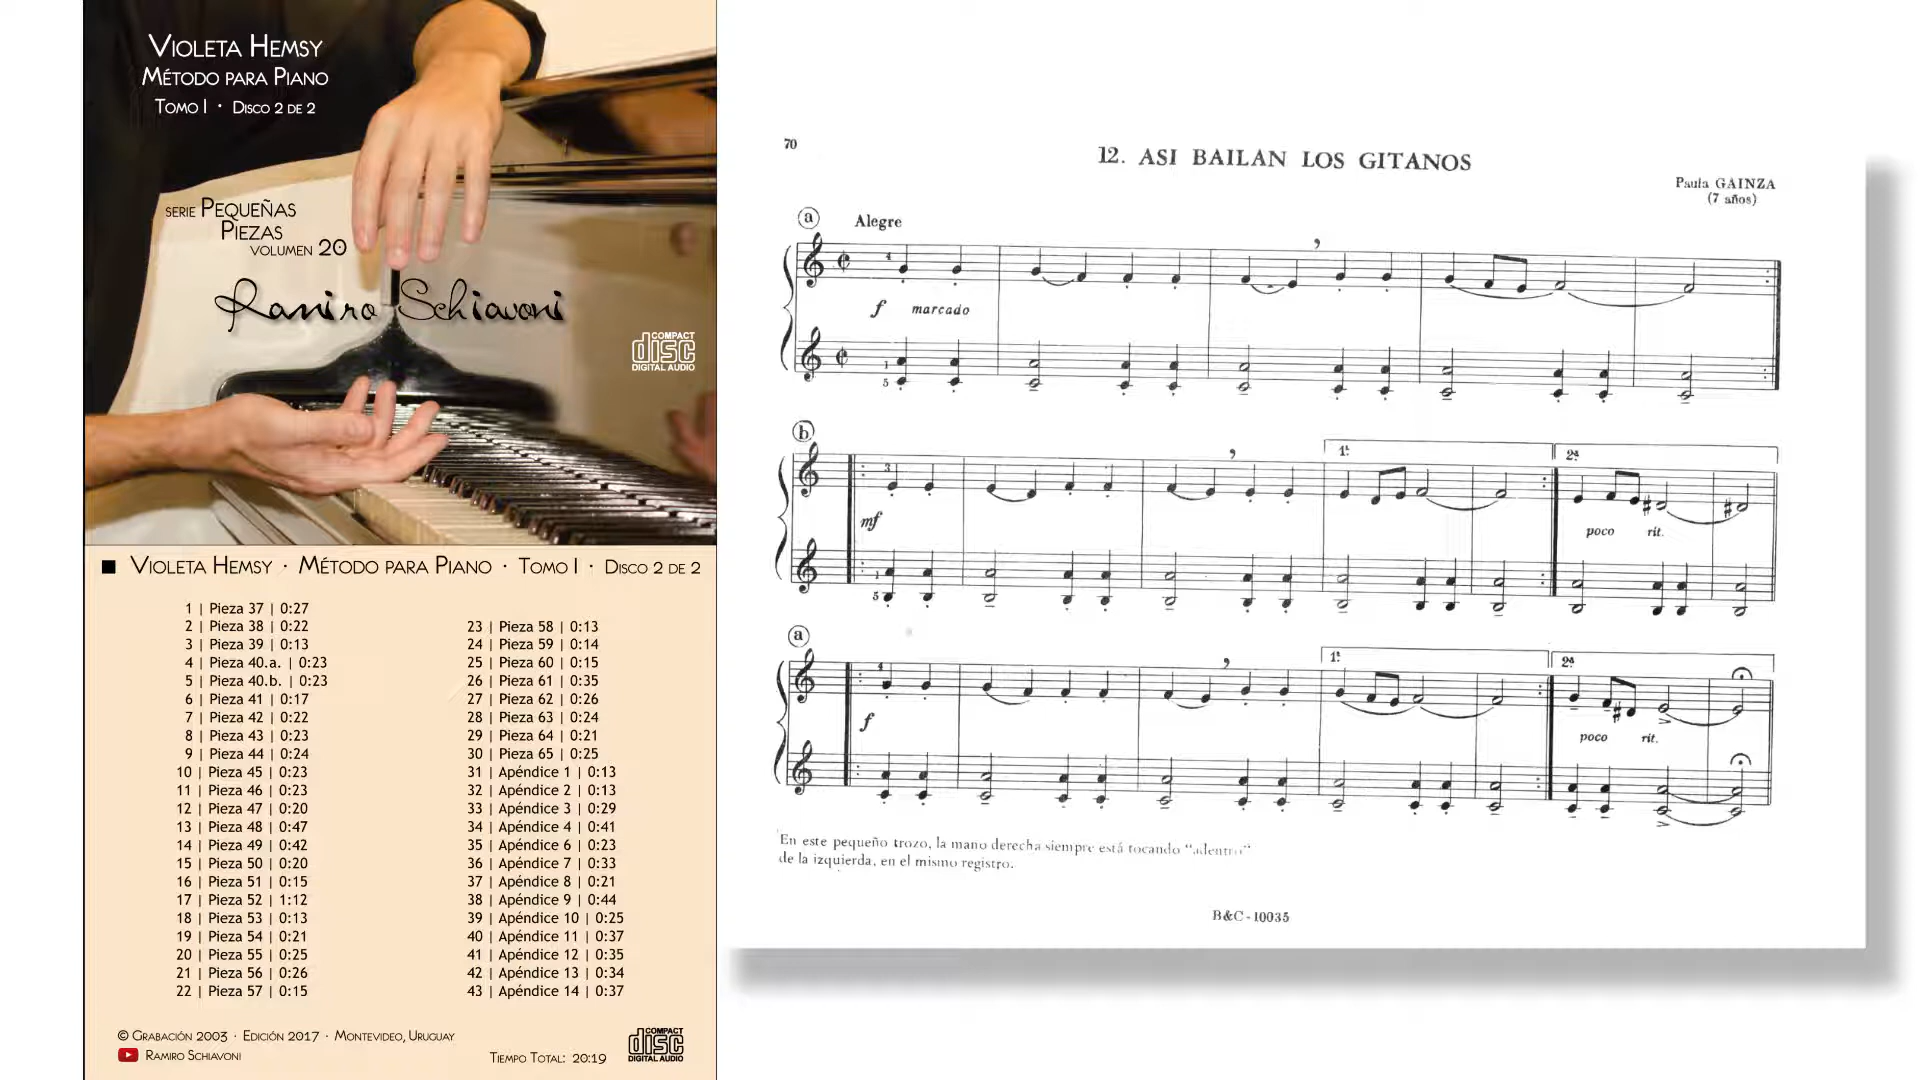 VIOLETA HEMSY
MÉTODO PARA PIANO
TOMO I · DISCO 2 DE 2
SERIE PEQUEÑAS
PIEZAS
VOLUMEN 20
Ramiro Schiavoni
COMPACT
disc
DIGITAL AUDIO
■ VIOLETA HEMSY · MÉTODO PARA PIANO · TOMO I · DISCO 2 DE 2
1 | Pieza 37 | 0:27
2 | Pieza 38 | 0:22
3 | Pieza 39 | 0:13
4 | Pieza 40.a. | 0:23
5 | Pieza 40.b. | 0:23
6 | Pieza 41 | 0:17
7 | Pieza 42 | 0:22
8 | Pieza 43 | 0:23
9 | Pieza 44 | 0:24
10 | Pieza 45 | 0:23
11 | Pieza 46 | 0:23
12 | Pieza 47 | 0:20
13 | Pieza 48 | 0:47
14 | Pieza 49 | 0:42
15 | Pieza 50 | 0:20
16 | Pieza 51 | 0:15
17 | Pieza 52 | 1:12
18 | Pieza 53 | 0:13
19 | Pieza 54 | 0:21
20 | Pieza 55 | 0:25
21 | Pieza 56 | 0:26
22 | Pieza 57 | 0:15
23 | Pieza 58 | 0:13
24 | Pieza 59 | 0:14
25 | Pieza 60 | 0:15
26 | Pieza 61 | 0:35
27 | Pieza 62 | 0:26
28 | Pieza 63 | 0:24
29 | Pieza 64 | 0:21
30 | Pieza 65 | 0:25
31 | Apéndice 1 | 0:13
32 | Apéndice 2 | 0:13
33 | Apéndice 3 | 0:29
34 | Apéndice 4 | 0:41
35 | Apéndice 6 | 0:23
36 | Apéndice 7 | 0:33
37 | Apéndice 8 | 0:21
38 | Apéndice 9 | 0:44
39 | Apéndice 10 | 0:25
40 | Apéndice 11 | 0:37
41 | Apéndice 12 | 0:35
42 | Apéndice 13 | 0:34
43 | Apéndice 14 | 0:37
© GRABACIÓN 2003 · EDICIÓN 2017 · MONTEVIDEO, URUGUAY
RAMIRO SCHIAVONI
TIEMPO TOTAL: 20:19
COMPACT
disc
DIGITAL AUDIO
70
12. ASI BAILAN LOS GITANOS
Paula GAINZA
(7 años)
a
Alegre
4
f marcado
1
5
b
1ª
2ª
3
mf
poco rit.
1
5
a
1ª
2ª
4
f
poco rit.
En este pequeño trozo, la mano derecha siempre está tocando "adentro"
de la izquierda, en el mismo registro.
B&C - 10035